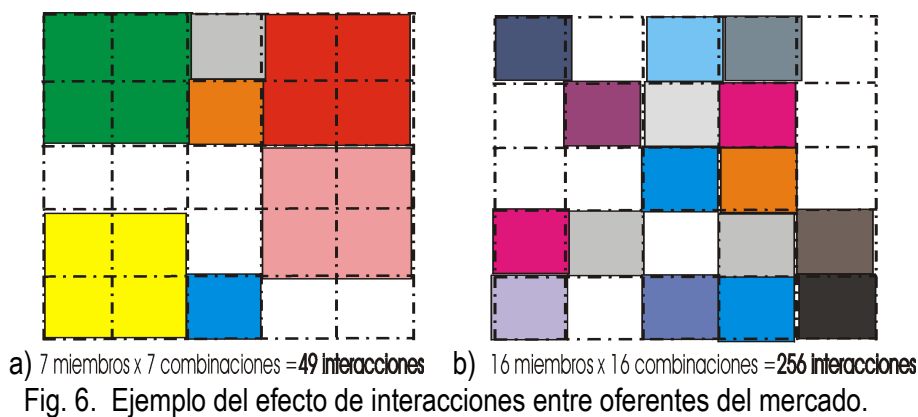 a) 7 miembros x 7 combinaciones = 49 interacciones
b) 16 miembros x 16 combinaciones = 256 interacciones
Fig. 6. Ejemplo del efecto de interacciones entre oferentes del mercado.